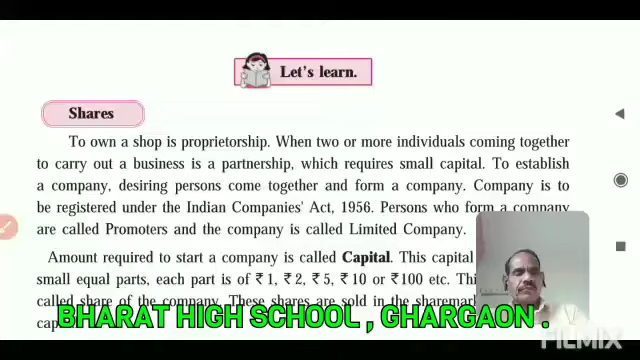 Let's learn.
Shares
To own a shop is proprietorship. When two or more individuals coming together
to carry out a business is a partnership, which requires small capital. To establish
a company, desiring persons come together and form a company. Company is to
be registered under the Indian Companies' Act, 1956. Persons who form a company
are called Promoters and the company is called Limited Company.
Amount required to start a company is called Capital. This capital
small equal parts, each part is of ₹ 1, ₹ 2, ₹ 5, ₹ 10 or ₹ 100 etc. This
called share of the company. These shares are sold in the
BHARAT HIGH SCHOOL , GHARGAON .
FILMIX